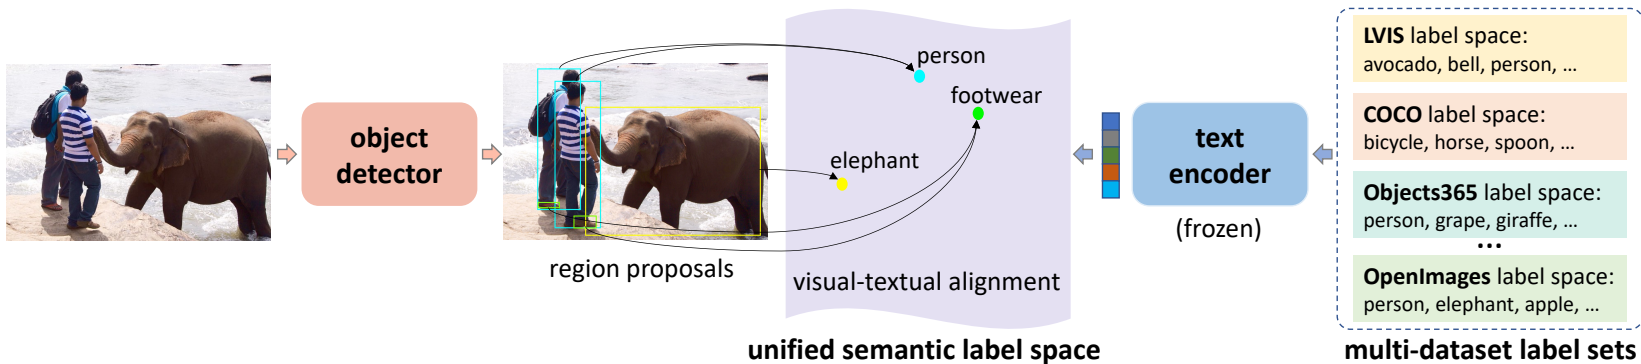 object
detector
region proposals
person
footwear
elephant
visual-textual alignment
unified semantic label space
text
encoder
(frozen)
LVIS label space:
avocado, bell, person, ...
COCO label space:
bicycle, horse, spoon, ...
Objects365 label space:
person, grape, giraffe, ...
...
OpenImages label space:
person, elephant, apple, ...
multi-dataset label sets